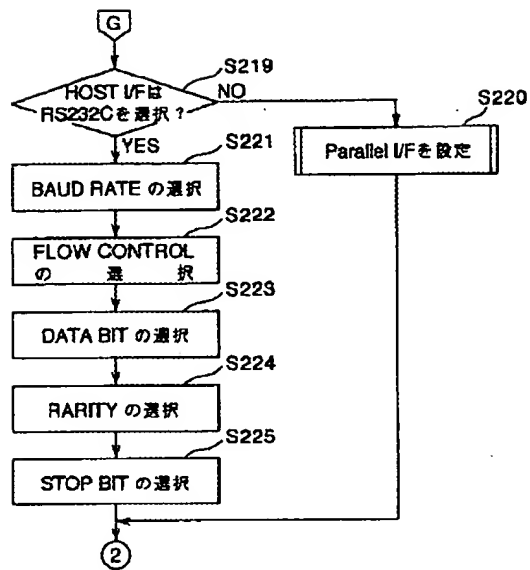 G
S219
HOST I/Fは
RS232Cを選択？
NO
S220
YES
S221
Parallel I/Fを設定
BAUD RATE の選択
S222
FLOW CONTROL
の 選 択
S223
DATA BIT の選択
S224
RARITY の選択
S225
STOP BIT の選択
2